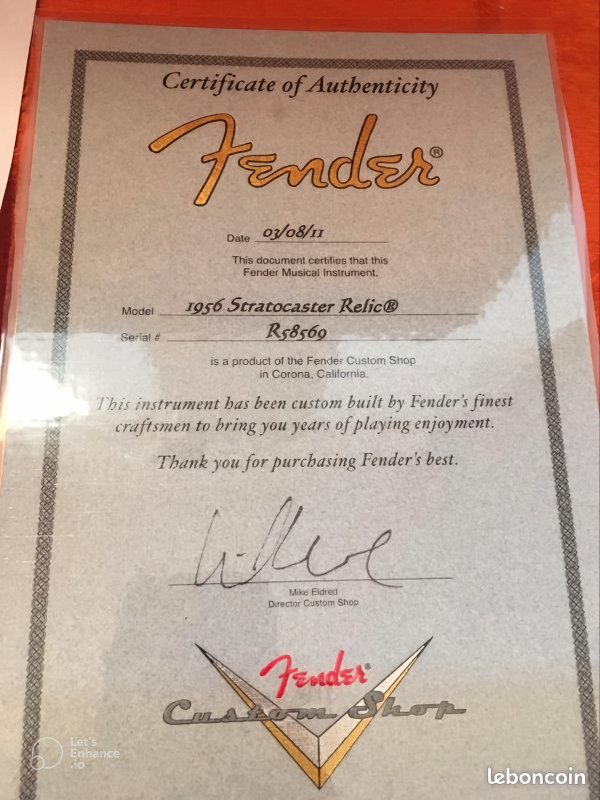 Certificate of Authenticity
Fender®
Date 03/08/11
This document certifies that this
Fender Musical Instrument,
Model 1956 Stratocaster Relic®
Serial # R58569
is a product of the Fender Custom Shop
in Corona, California.
This instrument has been custom built by Fender's finest
craftsmen to bring you years of playing enjoyment.
Thank you for purchasing Fender's best.
Mike Eldred
Director Custom Shop
Fender®
Custom Shop
Let's
Enhance
.io
leboncoin